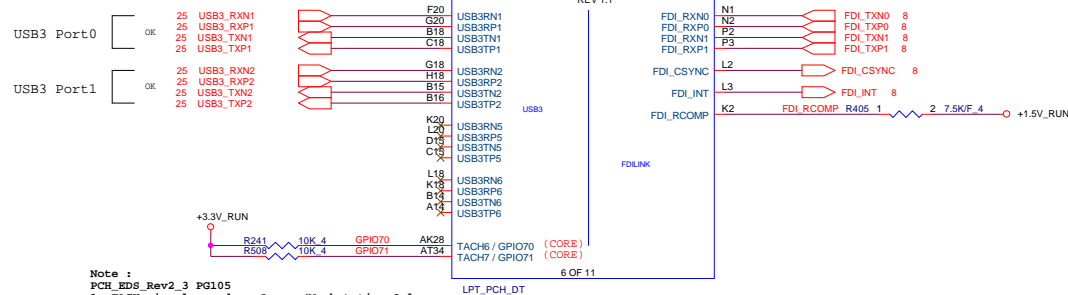 REV 1.1
USB3 Port0
OK
25 USB3_RXN1
25 USB3_RXP1
25 USB3_TXN1
25 USB3_TXP1
F20
G20
B18
C18
USB3RN1
USB3RP1
USB3TN1
USB3TP1
USB3 Port1
OK
25 USB3_RXN2
25 USB3_RXP2
25 USB3_TXN2
25 USB3_TXP2
G18
H18
B15
B16
USB3RN2
USB3RP2
USB3TN2
USB3TP2
USB3
K20
L20
D15
C15
USB3RN5
USB3RP5
USB3TN5
USB3TP5
L18
K18
B14
A14
USB3RN6
USB3RP6
USB3TN6
USB3TP6
+3.3V_RUN
R241 10K_4 GPIO70 AK28 TACH6 / GPIO70 (CORE)
R508 10K_4 GPIO71 AT34 TACH7 / GPIO71 (CORE)
FDI_RXN0 N1 FDI_TXN0 8
FDI_RXP0 N2 FDI_TXP0 8
FDI_RXN1 P2 FDI_TXN1 8
FDI_RXP1 P3 FDI_TXP1 8
FDI_CSYNC L2 FDI_CSYNC 8
FDI_INT L3 FDI_INT 8
FDI_RCOMP K2 FDI_RCOMP R405 1 2 7.5K/F_4 +1.5V_RUN
FDILINK
6 OF 11
LPT_PCH_DT
Note :
PCH_EDS_Rev2_3 PG105